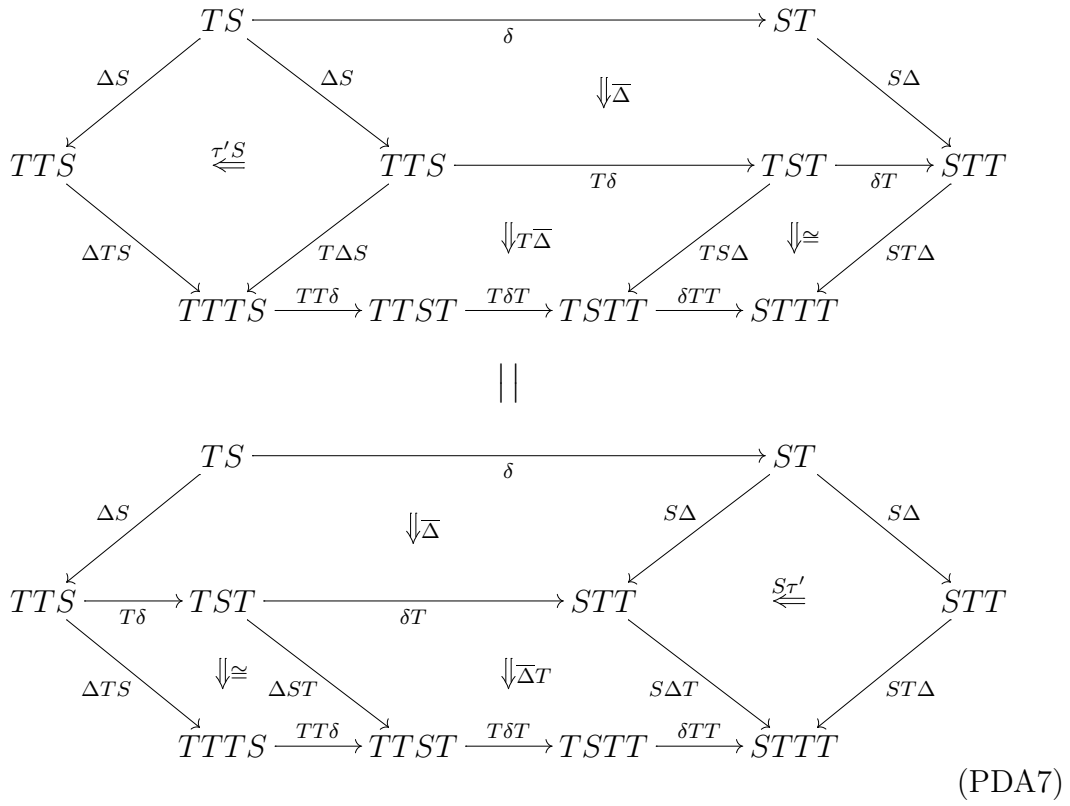 TS δ ST
ΔS ΔS ⇓Δ̅ SΔ
TTS τ′S ⇐ TTS Tδ TST δT STT
ΔTS TΔS ⇓TΔ̅ TSΔ ⇓≅ STΔ
TTTS TTδ TTST TδT TSTT δTT STTT
||
TS δ ST
ΔS ⇓Δ̅ SΔ SΔ
TTS Tδ TST δT STT Sτ′ ⇐ STT
ΔTS ⇓≅ ΔST ⇓Δ̅T SΔT STΔ
TTTS TTδ TTST TδT TSTT δTT STTT
(PDA7)